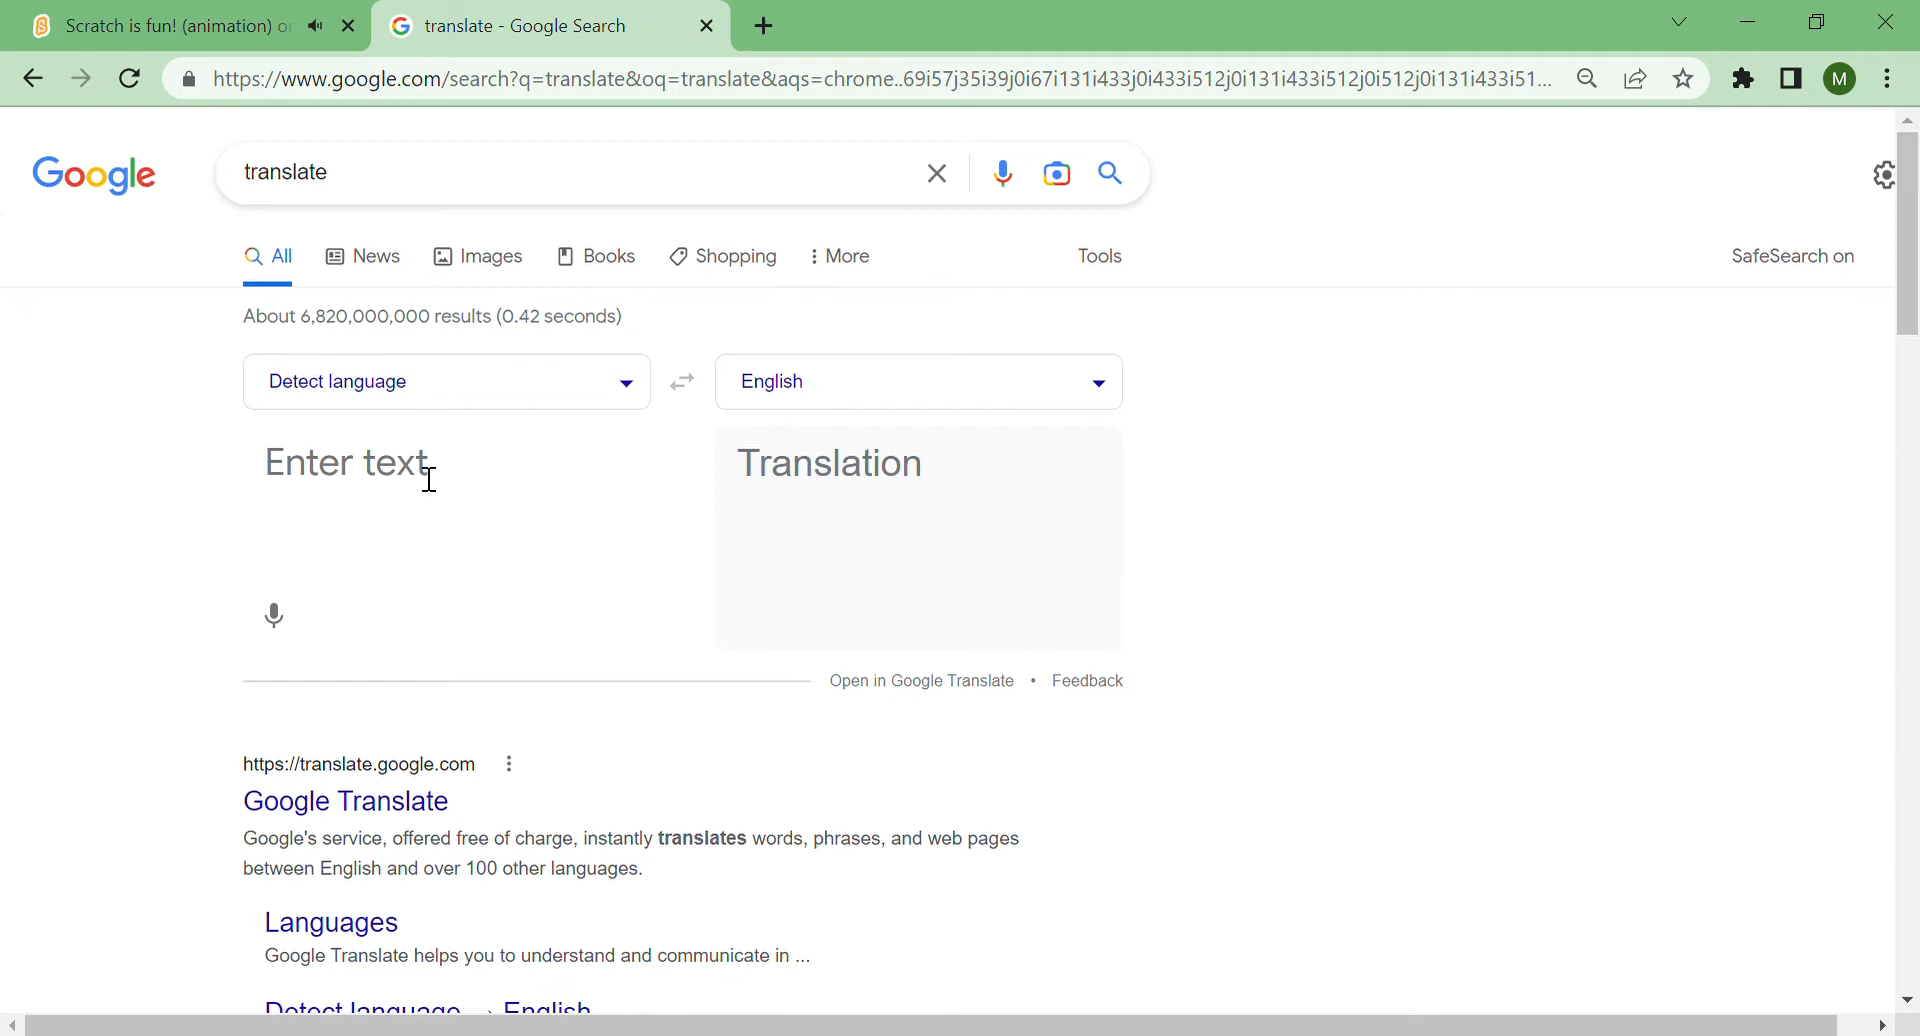 Scratch is fun! (animation) or
translate - Google Search
https://www.google.com/search?q=translate&oq=translate&aqs=chrome..69i57j35i39j0i67i131i433j0i433i512j0i131i433i512j0i512j0i131i433i51...
M
Google
translate
All
News
Images
Books
Shopping
More
Tools
SafeSearch on
About 6,820,000,000 results (0.42 seconds)
Detect language
English
Enter text
Translation
Open in Google Translate • Feedback
https://translate.google.com
Google Translate
Google's service, offered free of charge, instantly translates words, phrases, and web pages
between English and over 100 other languages.
Languages
Google Translate helps you to understand and communicate in ...
Detect language → English